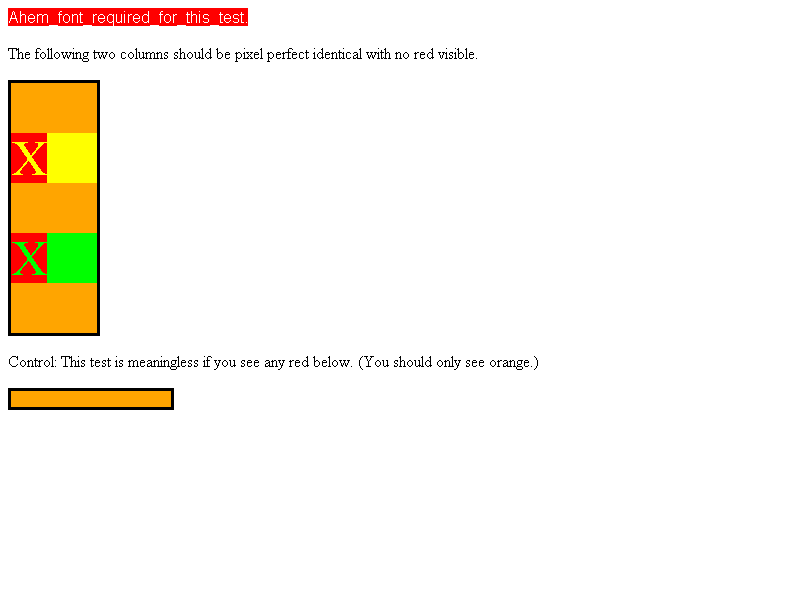 Ahem_font_required_for_this_test.
The following two columns should be pixel perfect identical with no red visible.
X
X
Control: This test is meaningless if you see any red below. (You should only see orange.)